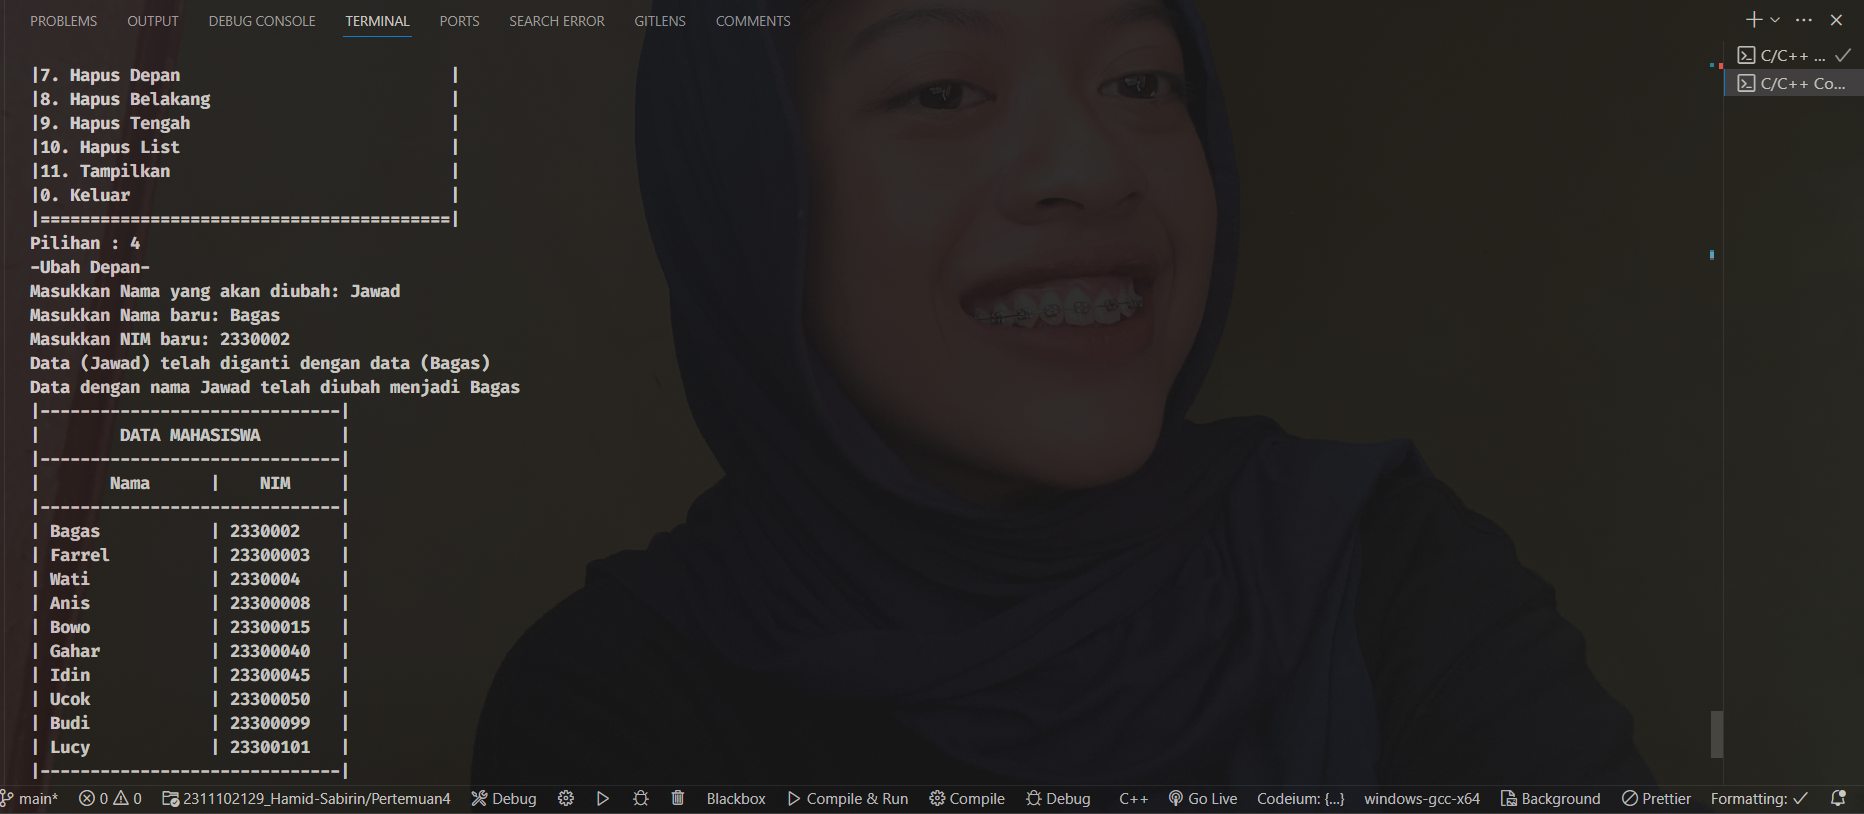 PROBLEMS OUTPUT DEBUG CONSOLE TERMINAL PORTS SEARCH ERROR GITLENS COMMENTS
C/C++ ...
C/C++ Co...
|7. Hapus Depan |
|8. Hapus Belakang |
|9. Hapus Tengah |
|10. Hapus List |
|11. Tampilkan |
|0. Keluar |
|=========================================|
Pilihan : 4
-Ubah Depan-
Masukkan Nama yang akan diubah: Jawad
Masukkan Nama baru: Bagas
Masukkan NIM baru: 2330002
Data (Jawad) telah diganti dengan data (Bagas)
Data dengan nama Jawad telah diubah menjadi Bagas
|------------------------------|
| DATA MAHASISWA |
|------------------------------|
| Nama | NIM |
|------------------------------|
| Bagas | 2330002 |
| Farrel | 23300003 |
| Wati | 2330004 |
| Anis | 23300008 |
| Bowo | 23300015 |
| Gahar | 23300040 |
| Idin | 23300045 |
| Ucok | 23300050 |
| Budi | 23300099 |
| Lucy | 23300101 |
|------------------------------|
main* 0 0 2311102129_Hamid-Sabirin/Pertemuan4 Debug Blackbox Compile & Run Compile Debug C++ Go Live Codeium: {...} windows-gcc-x64 Background Prettier Formatting: